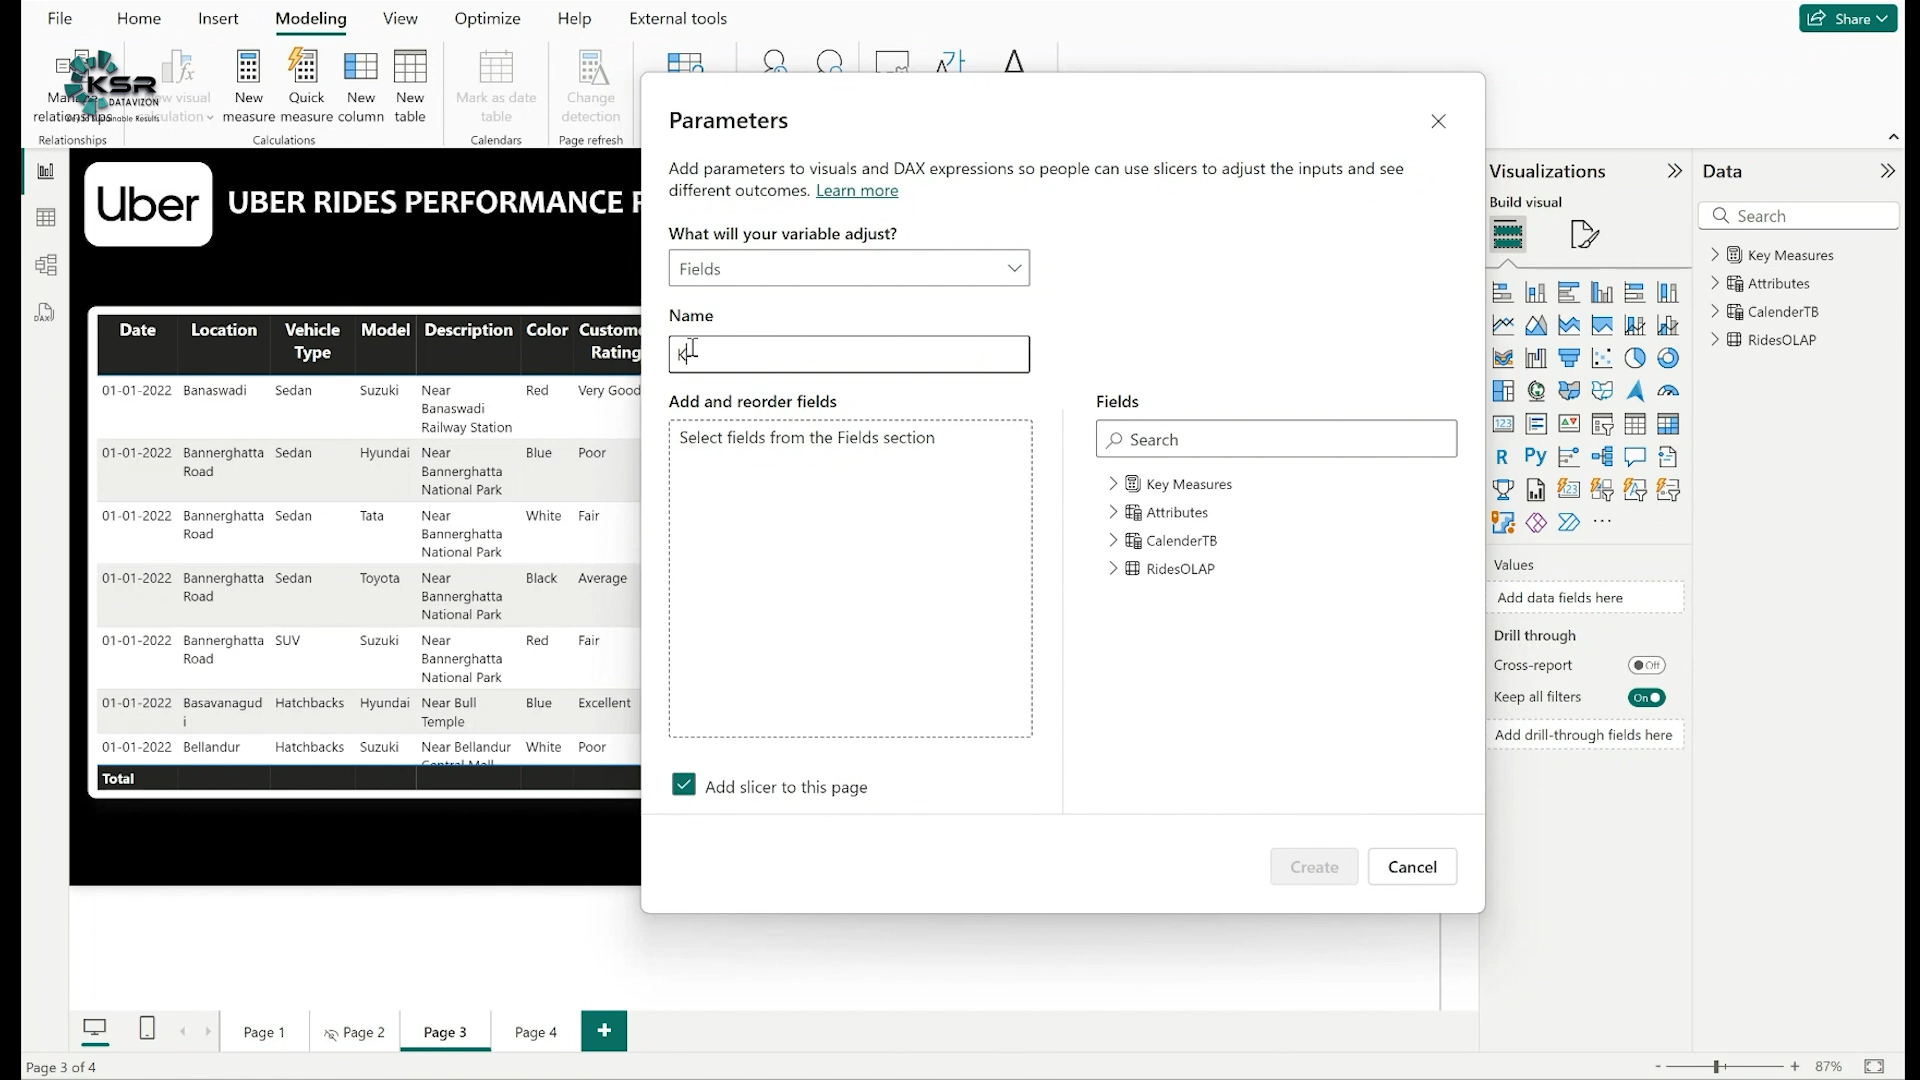 File Home Insert Modeling View Optimize Help External tools
Share
KSR
DATAVIZON
New measure
Quick measure
New column
New table
Mark as date table
Change detection
Relationships Calculations Calendars Page refresh
Uber
UBER RIDES PERFORMANCE
Date Location Vehicle Type Model Description Color
01-01-2022 Banaswadi Sedan Suzuki Near Banaswadi Railway Station Red Very Good
01-01-2022 Bannerghatta Road Sedan Hyundai Near Bannerghatta National Park Blue Poor
01-01-2022 Bannerghatta Road Sedan Tata Near Bannerghatta National Park White Fair
01-01-2022 Bannerghatta Road Sedan Toyota Near Bannerghatta National Park Black Average
01-01-2022 Bannerghatta Road SUV Suzuki Near Bannerghatta National Park Red Fair
01-01-2022 Basavanagudi Hatchbacks Hyundai Near Bull Temple Blue Excellent
01-01-2022 Bellandur Hatchbacks Suzuki Near Bellandur White Poor
Total
Parameters
Add parameters to visuals and DAX expressions so people can use slicers to adjust the inputs and see
different outcomes. Learn more
What will your variable adjust?
Fields
Name
K
Add and reorder fields
Select fields from the Fields section
Add slicer to this page
Fields
Search
Key Measures
Attributes
CalenderTB
RidesOLAP
Create Cancel
Visualizations
Build visual
R Py
123
Values
Add data fields here
Drill through
Cross-report Off
Keep all filters On
Add drill-through fields here
Data
Search
Key Measures
Attributes
CalenderTB
RidesOLAP
DAX
Page 1 Page 2 Page 3 Page 4 +
Page 3 of 4
- + 87%